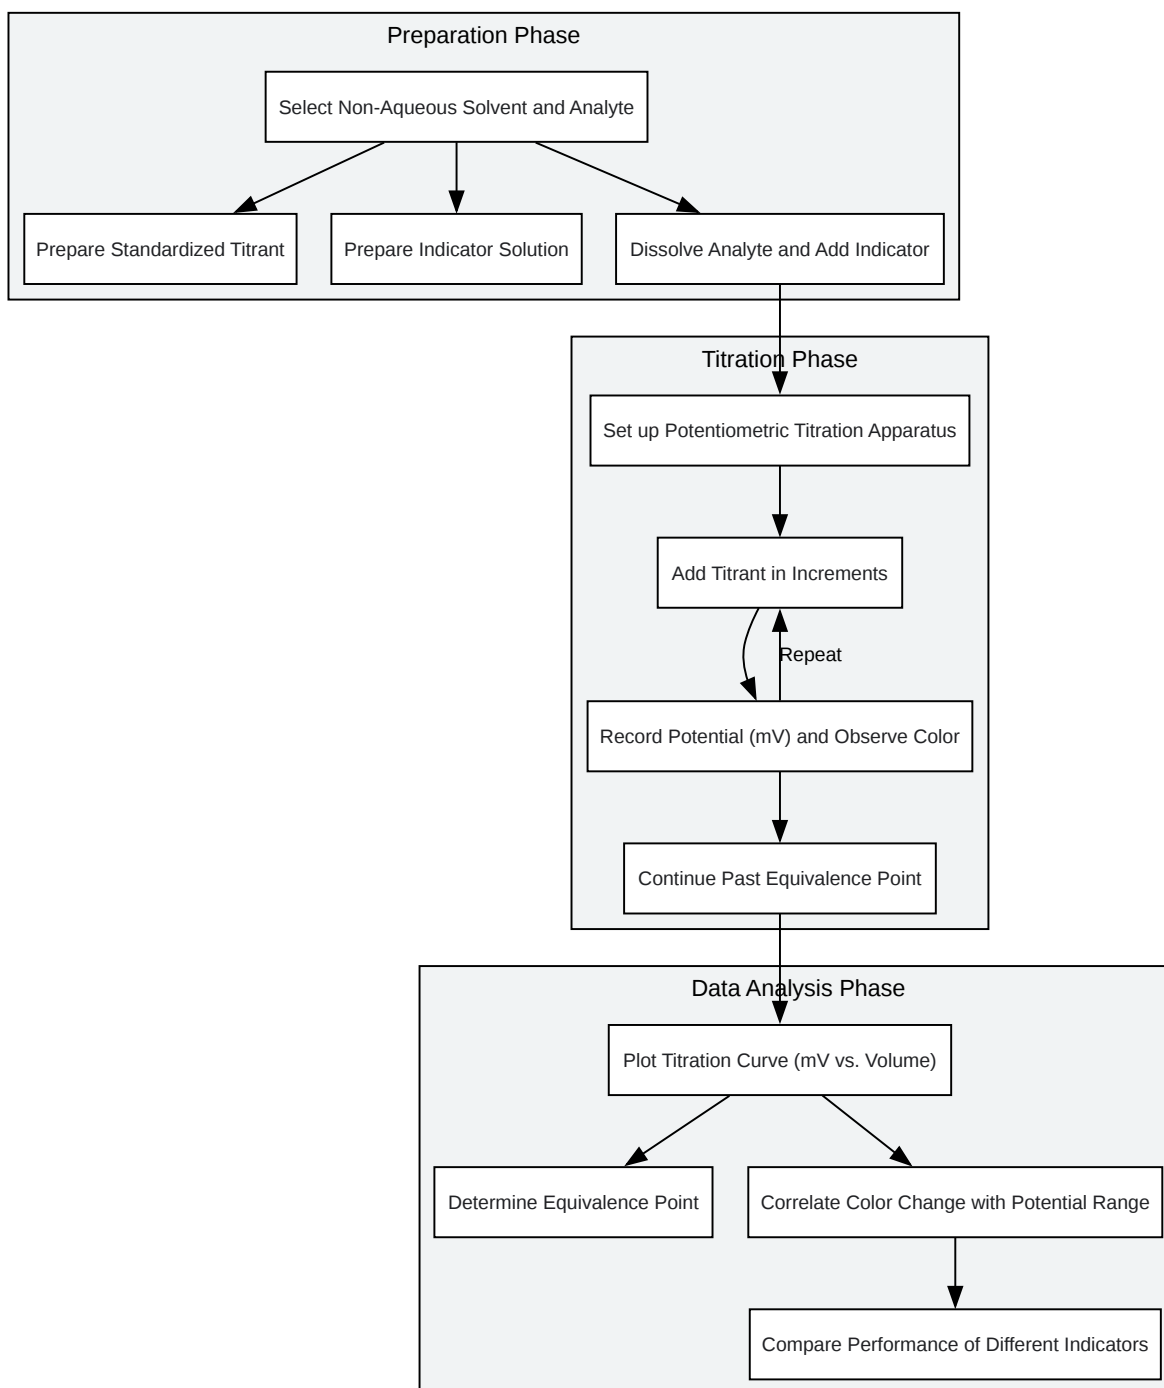 Preparation Phase
Select Non-Aqueous Solvent and Analyte
Prepare Standardized Titrant
Prepare Indicator Solution
Dissolve Analyte and Add Indicator
Titration Phase
Set up Potentiometric Titration Apparatus
Add Titrant in Increments
Repeat
Record Potential (mV) and Observe Color
Continue Past Equivalence Point
Data Analysis Phase
Plot Titration Curve (mV vs. Volume)
Determine Equivalence Point
Correlate Color Change with Potential Range
Compare Performance of Different Indicators